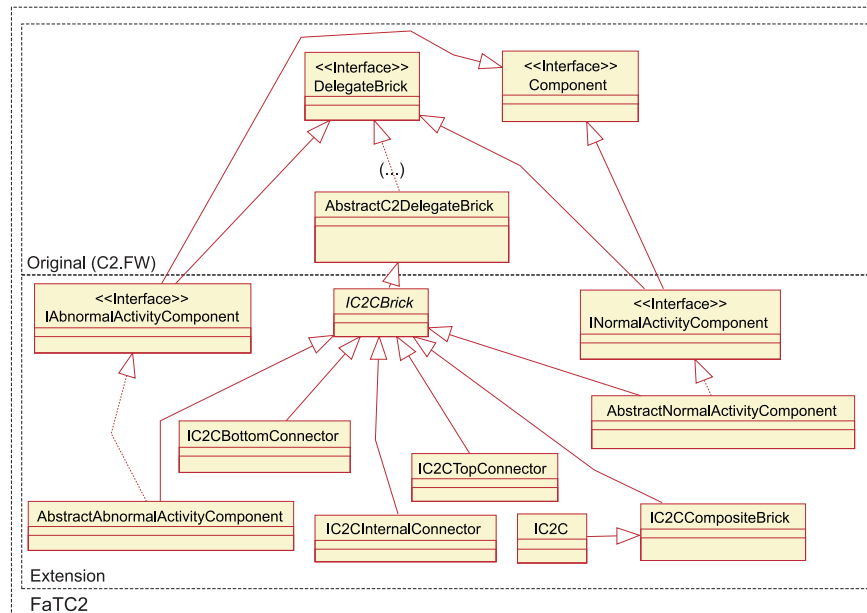 <<Interface>>
DelegateBrick
<<Interface>>
Component
(...)
AbstractC2DelegateBrick
Original (C2.FW)
<<Interface>>
IAbnormalActivityComponent
IC2CBrick
<<Interface>>
INormalActivityComponent
AbstractNormalActivityComponent
IC2CBottomConnector
IC2CTopConnector
AbstractAbnormalActivityComponent
IC2CInternalConnector
IC2C
IC2CCompositeBrick
Extension
FaTC2